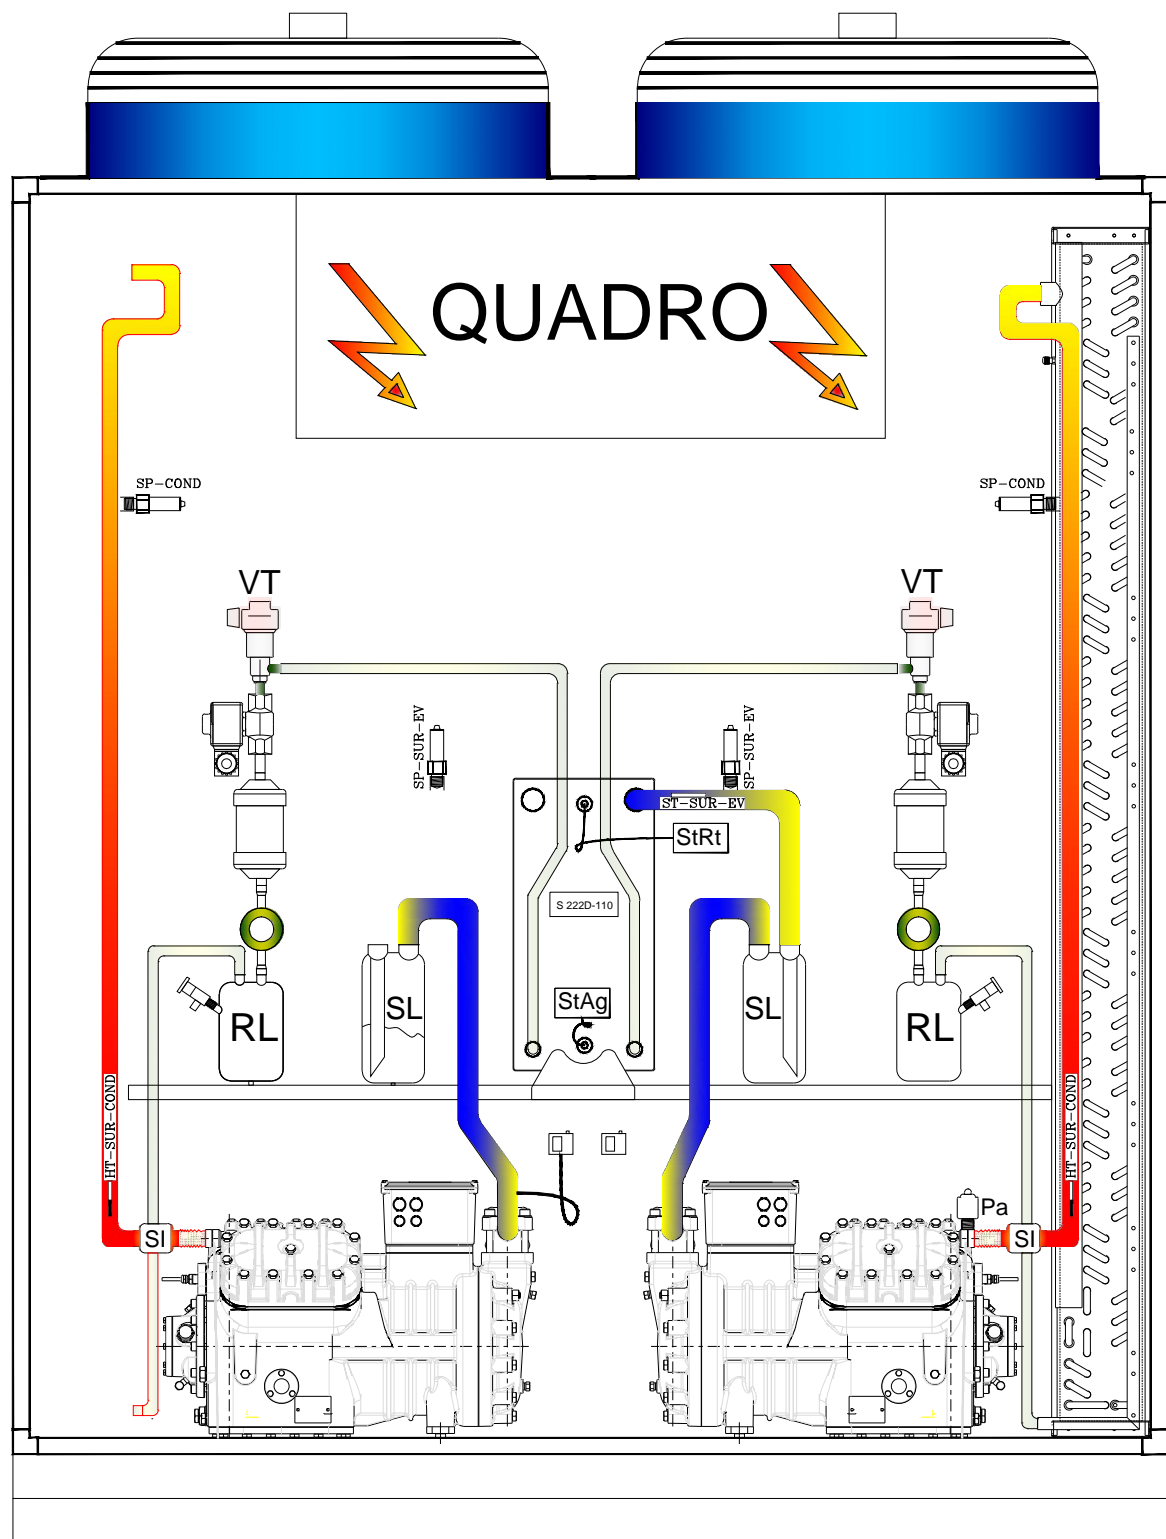 QUADRO
SP-COND
SP-COND
VT
VT
SP-SUR-EV
SP-SUR-EV
ST-SUR-EV
StRt
S 222D-110
SL
StAg
SL
RL
RL
HT-SUR-COND
HT-SUR-COND
Pa
SI
SI